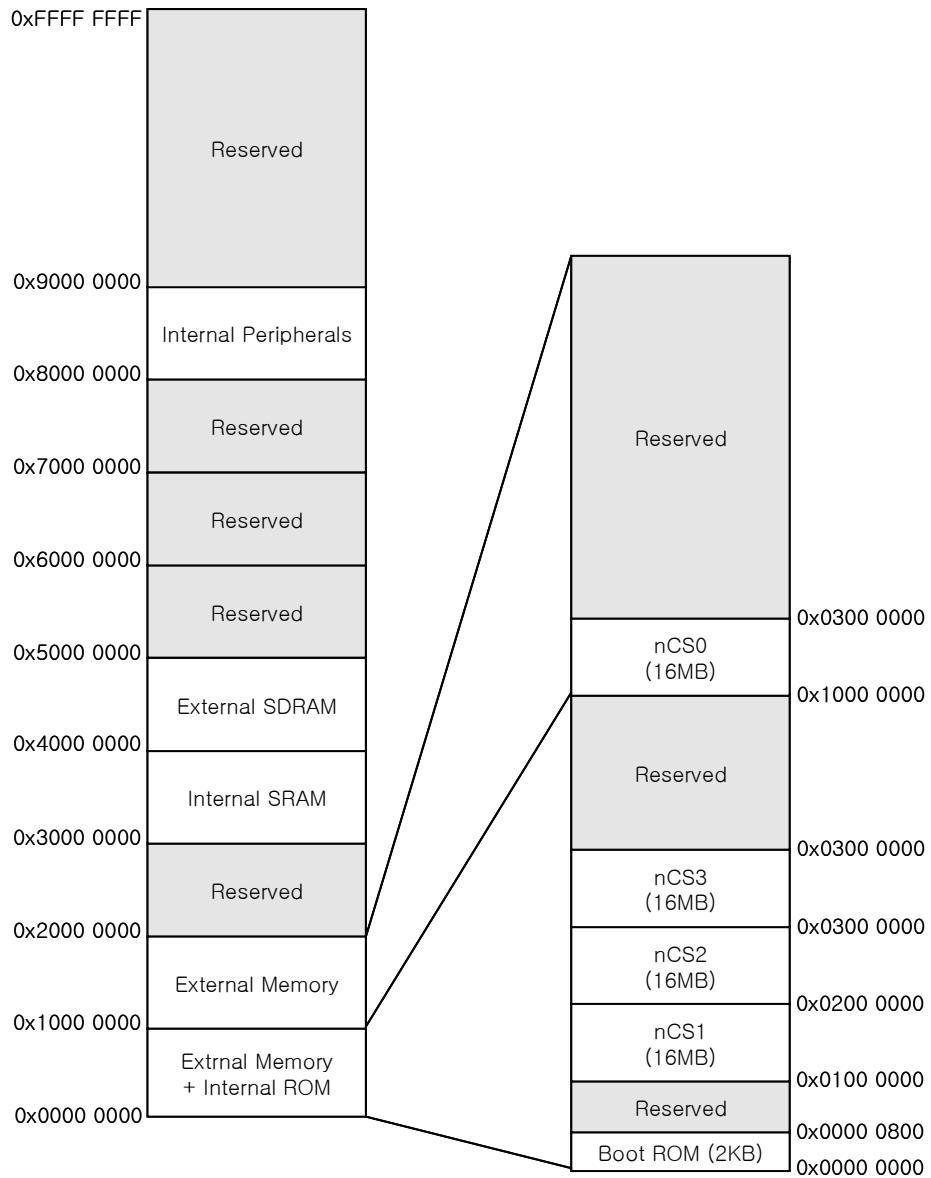 0xFFFF FFFF
Reserved
0x9000 0000
Internal Peripherals
0x8000 0000
Reserved
0x7000 0000
Reserved
0x6000 0000
Reserved
0x5000 0000
External SDRAM
0x4000 0000
Internal SRAM
0x3000 0000
Reserved
0x2000 0000
External Memory
0x1000 0000
Extrnal Memory
+ Internal ROM
0x0000 0000
Reserved
0x0300 0000
nCS0
(16MB)
0x1000 0000
Reserved
0x0300 0000
nCS3
(16MB)
0x0300 0000
nCS2
(16MB)
0x0200 0000
nCS1
(16MB)
0x0100 0000
Reserved
0x0000 0800
Boot ROM (2KB)
0x0000 0000